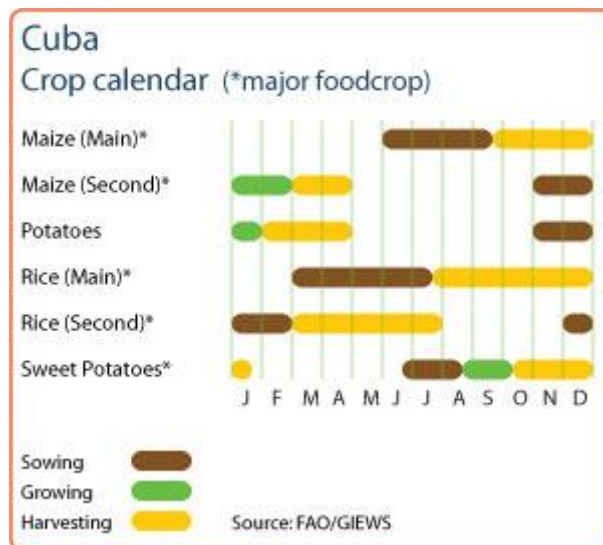 Cuba
Crop calendar (*major foodcrop)
Maize (Main)*
Maize (Second)*
Potatoes
Rice (Main)*
Rice (Second)*
Sweet Potatoes*
J F M A M J J A S O N D
Sowing
Growing
Harvesting
Source: FAO/GIEWS